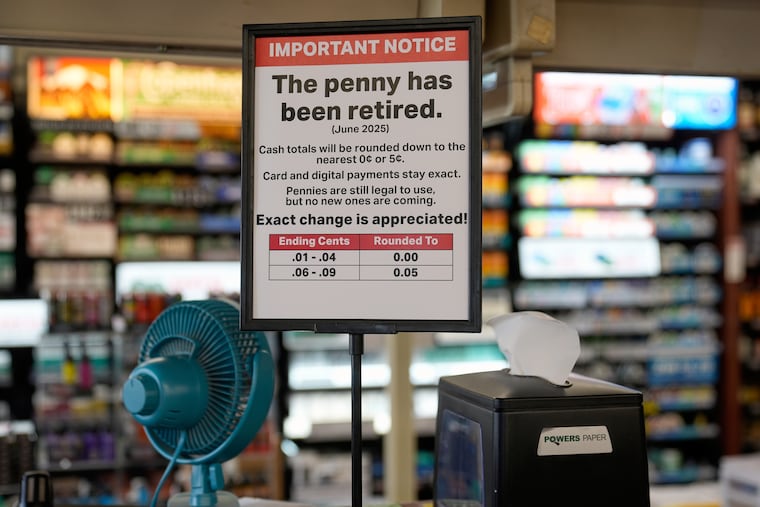 IMPORTANT NOTICE
The penny has
been retired.
(June 2025)
Cash totals will be rounded down to the
nearest 0¢ or 5¢.
Card and digital payments stay exact.
Pennies are still legal to use,
but no new ones are coming.
Exact change is appreciated!
Ending Cents Rounded To
.01 - .04 0.00
.06 - .09 0.05
POWERS PAPER